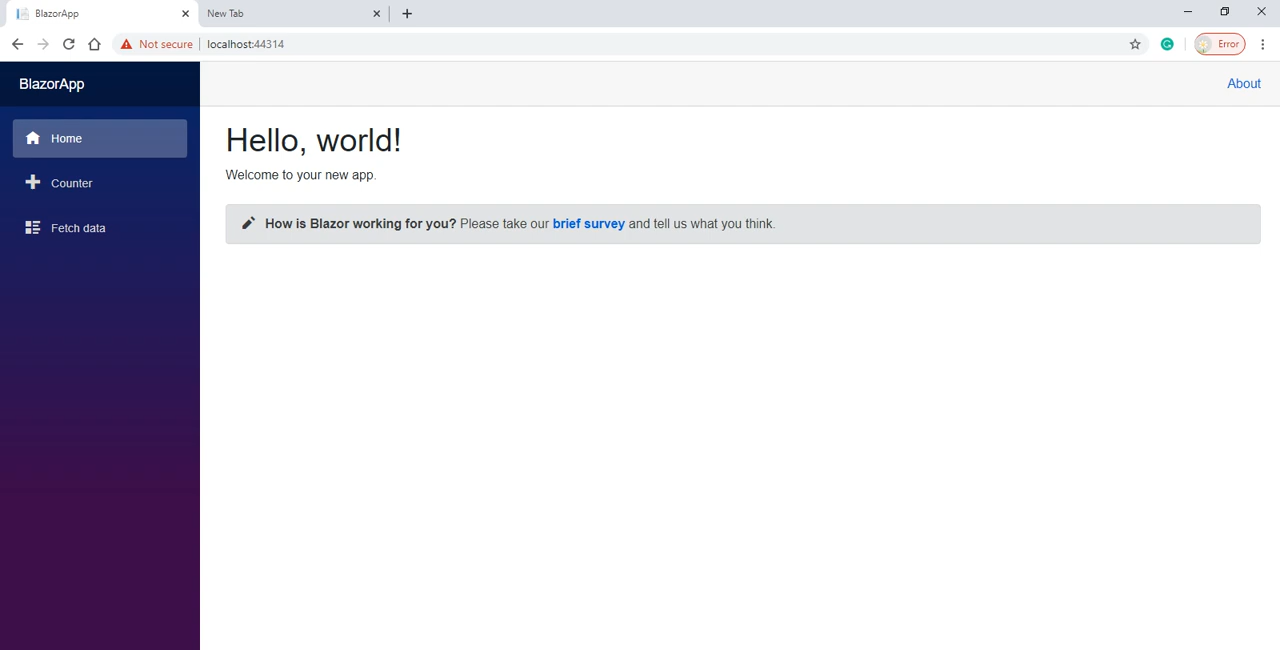 BlazorApp
New Tab
Not secure
localhost:44314
Error
BlazorApp
About
Home
Counter
Fetch data
Hello, world!
Welcome to your new app.
How is Blazor working for you? Please take our brief survey and tell us what you think.